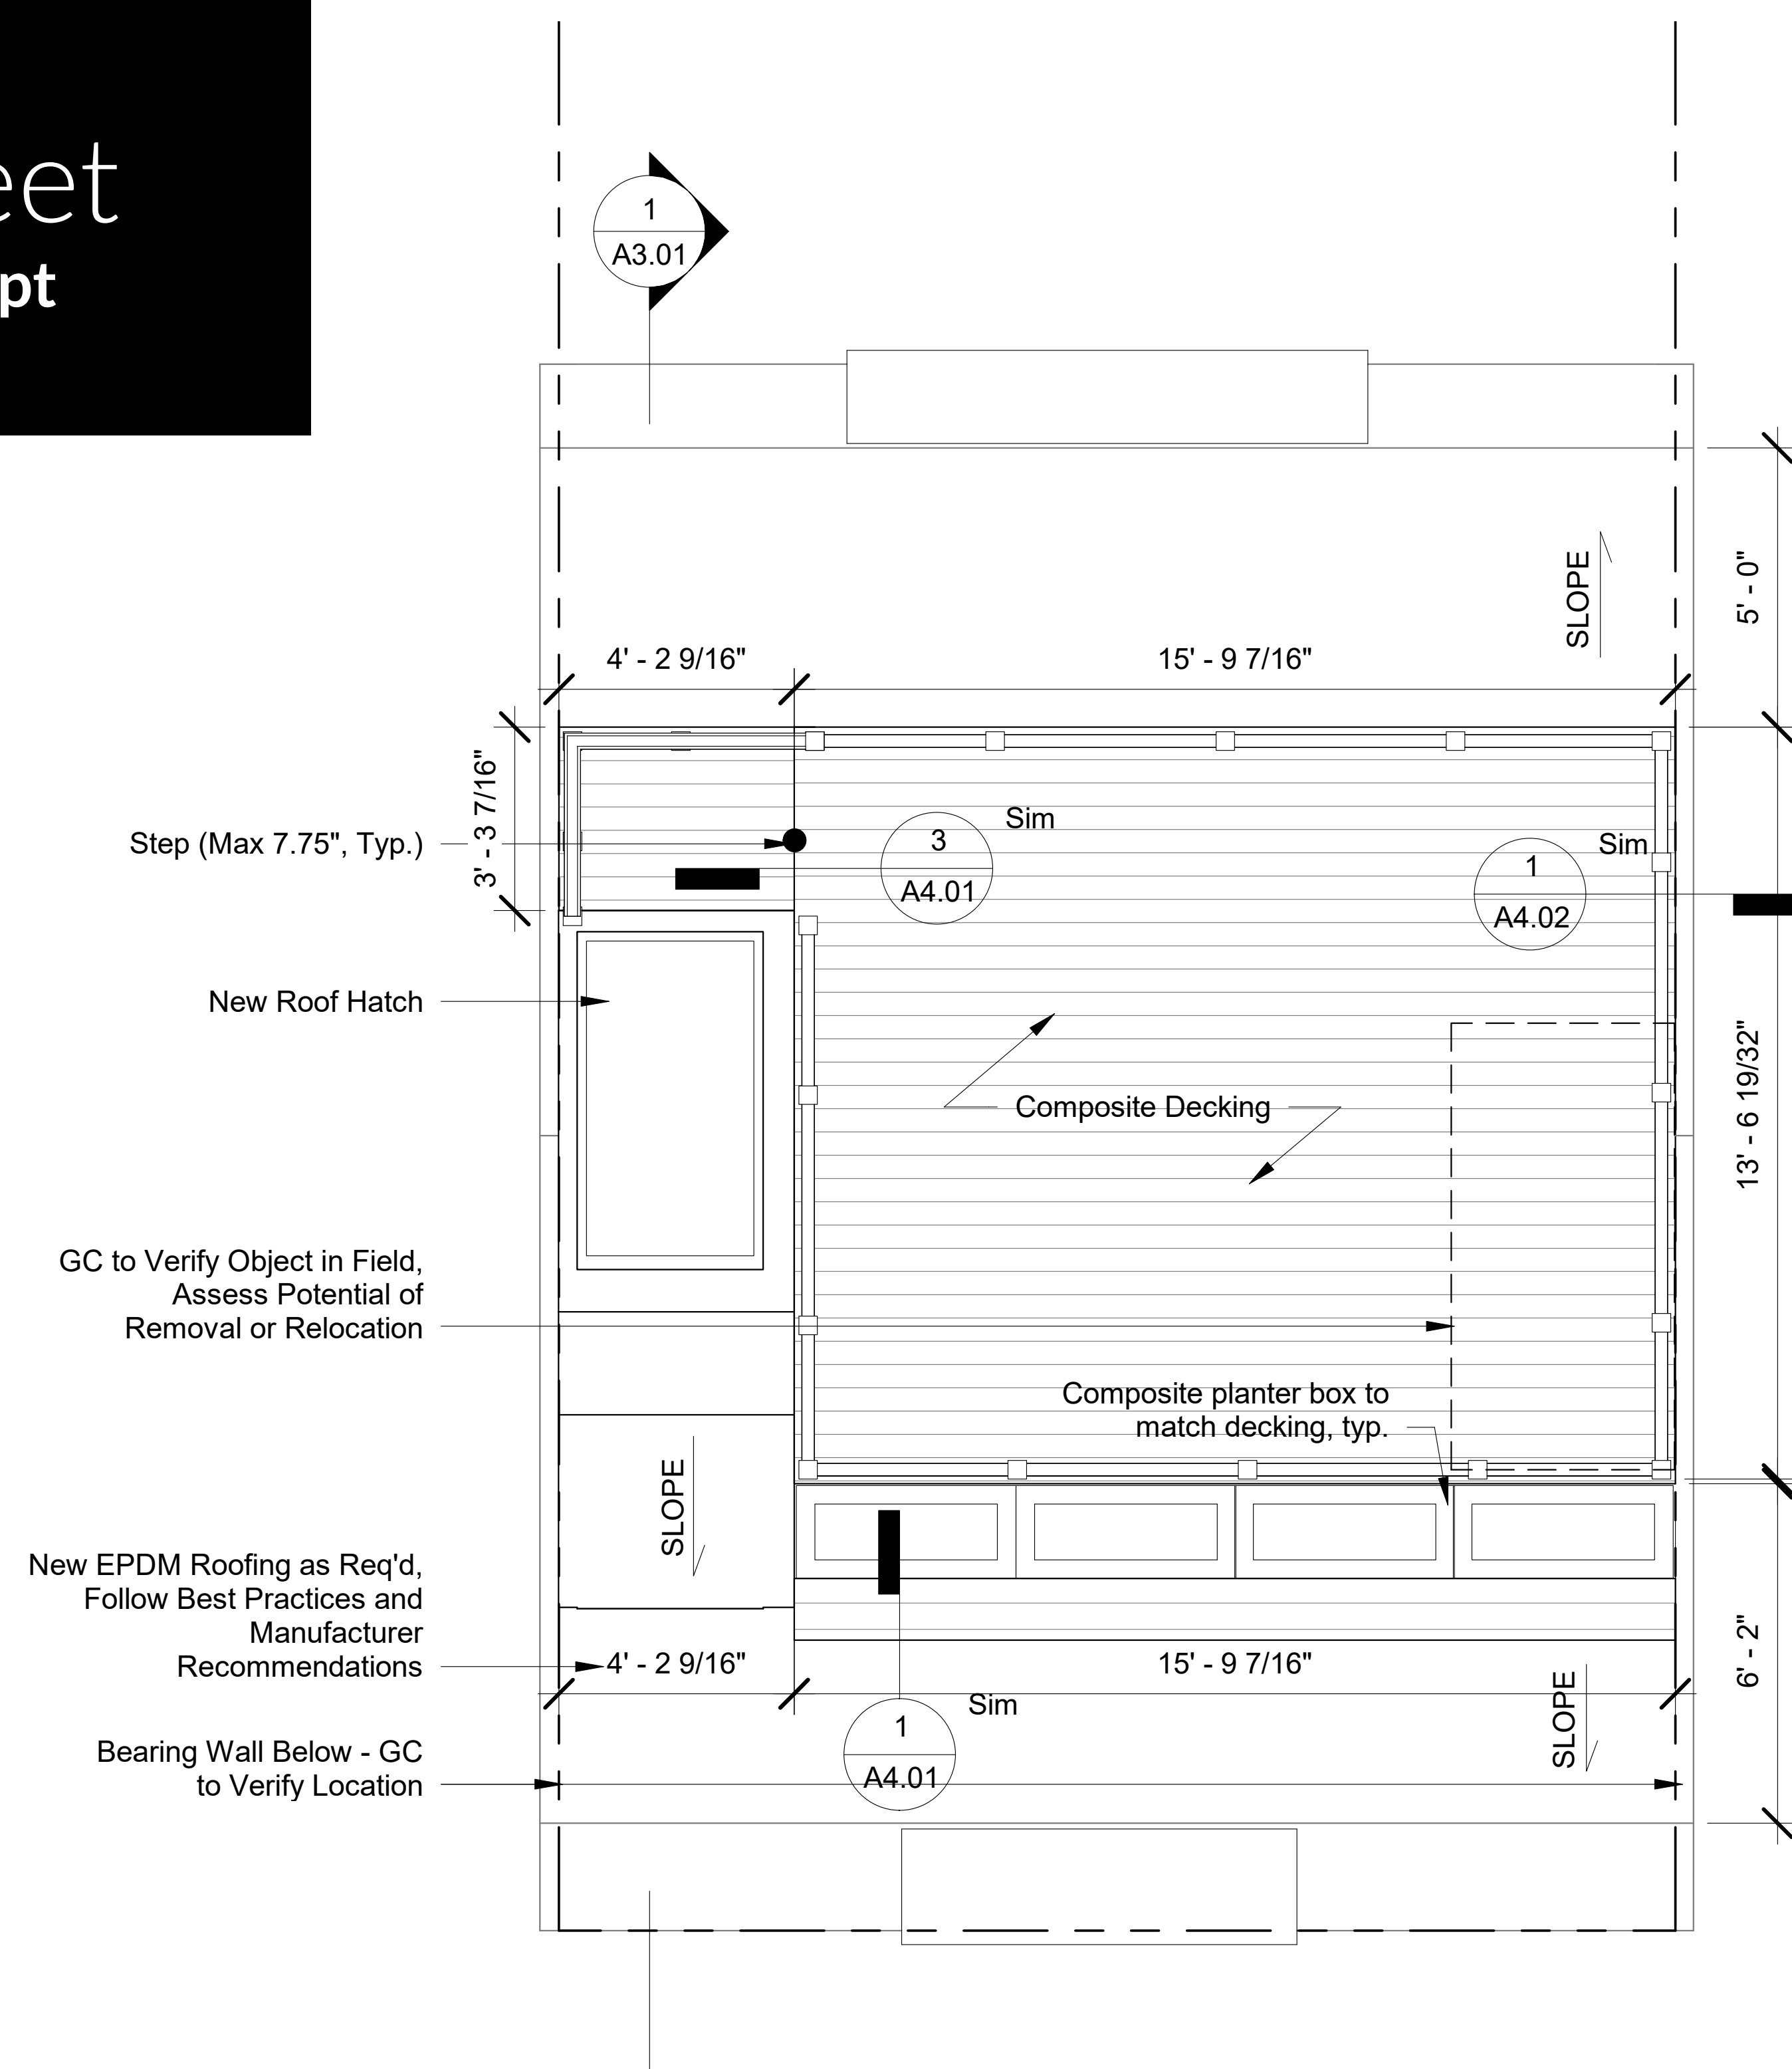 eet
pt
1
A3.01
SLOPE
5' - 0"
4' - 2 9/16"
15' - 9 7/16"
3' - 3 7/16"
Step (Max 7.75", Typ.)
Sim
3
A4.01
Sim
1
A4.02
New Roof Hatch
Composite Decking
13' - 6 19/32"
GC to Verify Object in Field,
Assess Potential of
Removal or Relocation
Composite planter box to
match decking, typ.
SLOPE
New EPDM Roofing as Req'd,
Follow Best Practices and
Manufacturer
Recommendations
4' - 2 9/16"
15' - 9 7/16"
6' - 2"
SLOPE
Sim
1
A4.01
Bearing Wall Below - GC
to Verify Location